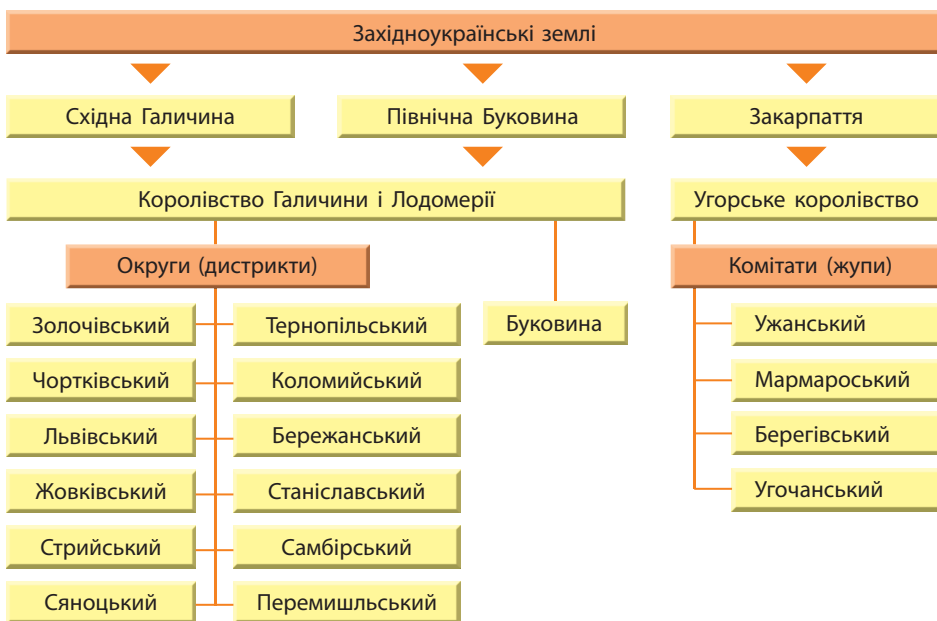 Західноукраїнські землі
Східна Галичина
Північна Буковина
Закарпаття
Королівство Галичини і Лодомерії
Угорське королівство
Округи (дистрикти)
Комітати (жупи)
Золочівський
Тернопільський
Буковина
Ужанський
Чортківський
Коломийський
Мармароський
Львівський
Бережанський
Берегівський
Жовківський
Станіславський
Угочанський
Стрийський
Самбірський
Сяноцький
Перемишльський